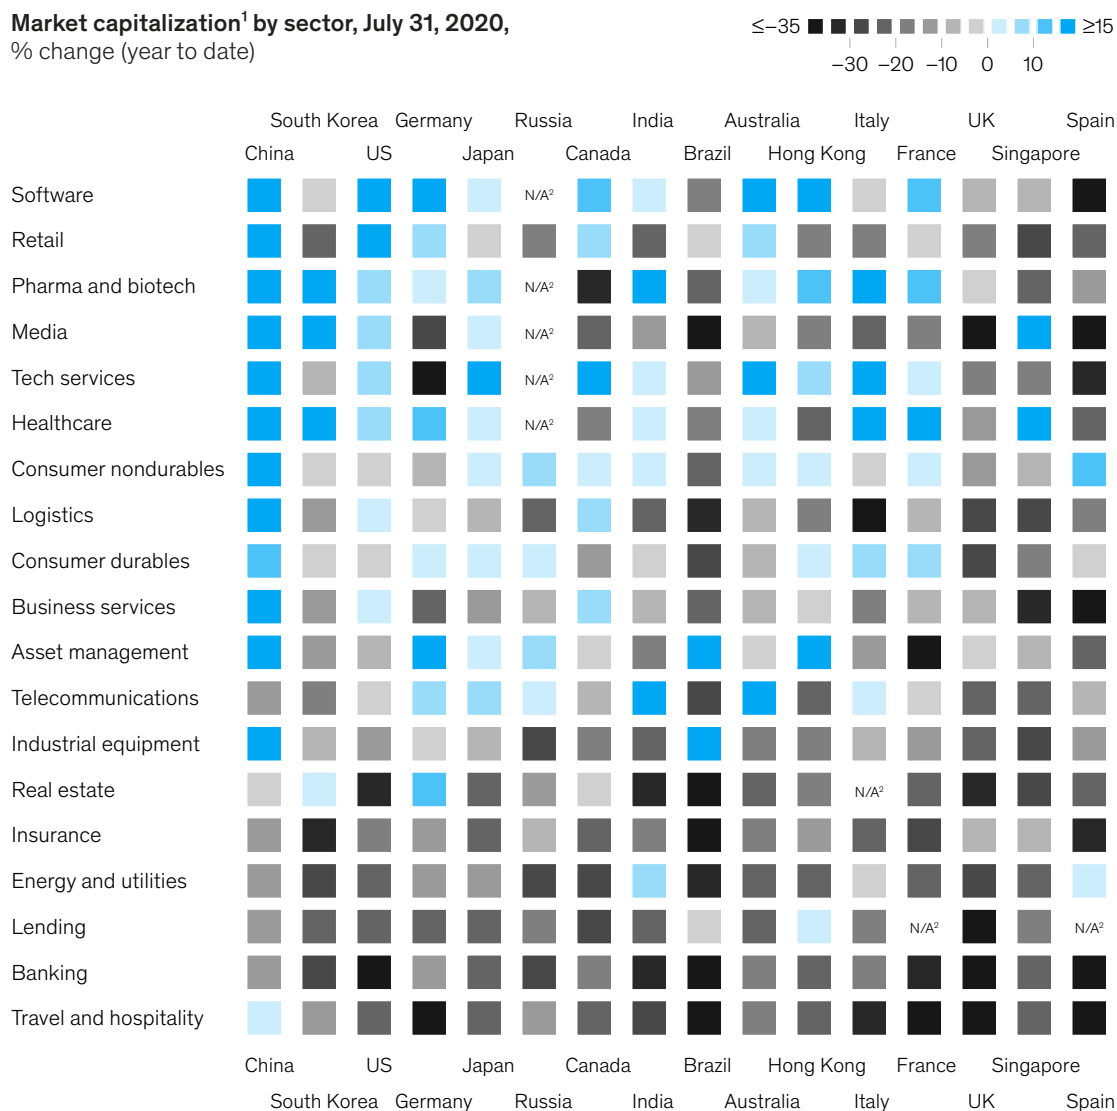 Market capitalization¹ by sector, July 31, 2020,
% change (year to date)
≤–35 ≥15
–30 –20 –10 0 10
South Korea Germany Russia India Australia Italy UK Spain
China US Japan Canada Brazil Hong Kong France Singapore
Software N/A²
Retail
Pharma and biotech N/A²
Media N/A²
Tech services N/A²
Healthcare N/A²
Consumer nondurables
Logistics
Consumer durables
Business services
Asset management
Telecommunications
Industrial equipment
Real estate N/A²
Insurance
Energy and utilities
Lending N/A² N/A²
Banking
Travel and hospitality
China US Japan Canada Brazil Hong Kong France Singapore
South Korea Germany Russia India Australia Italy UK Spain